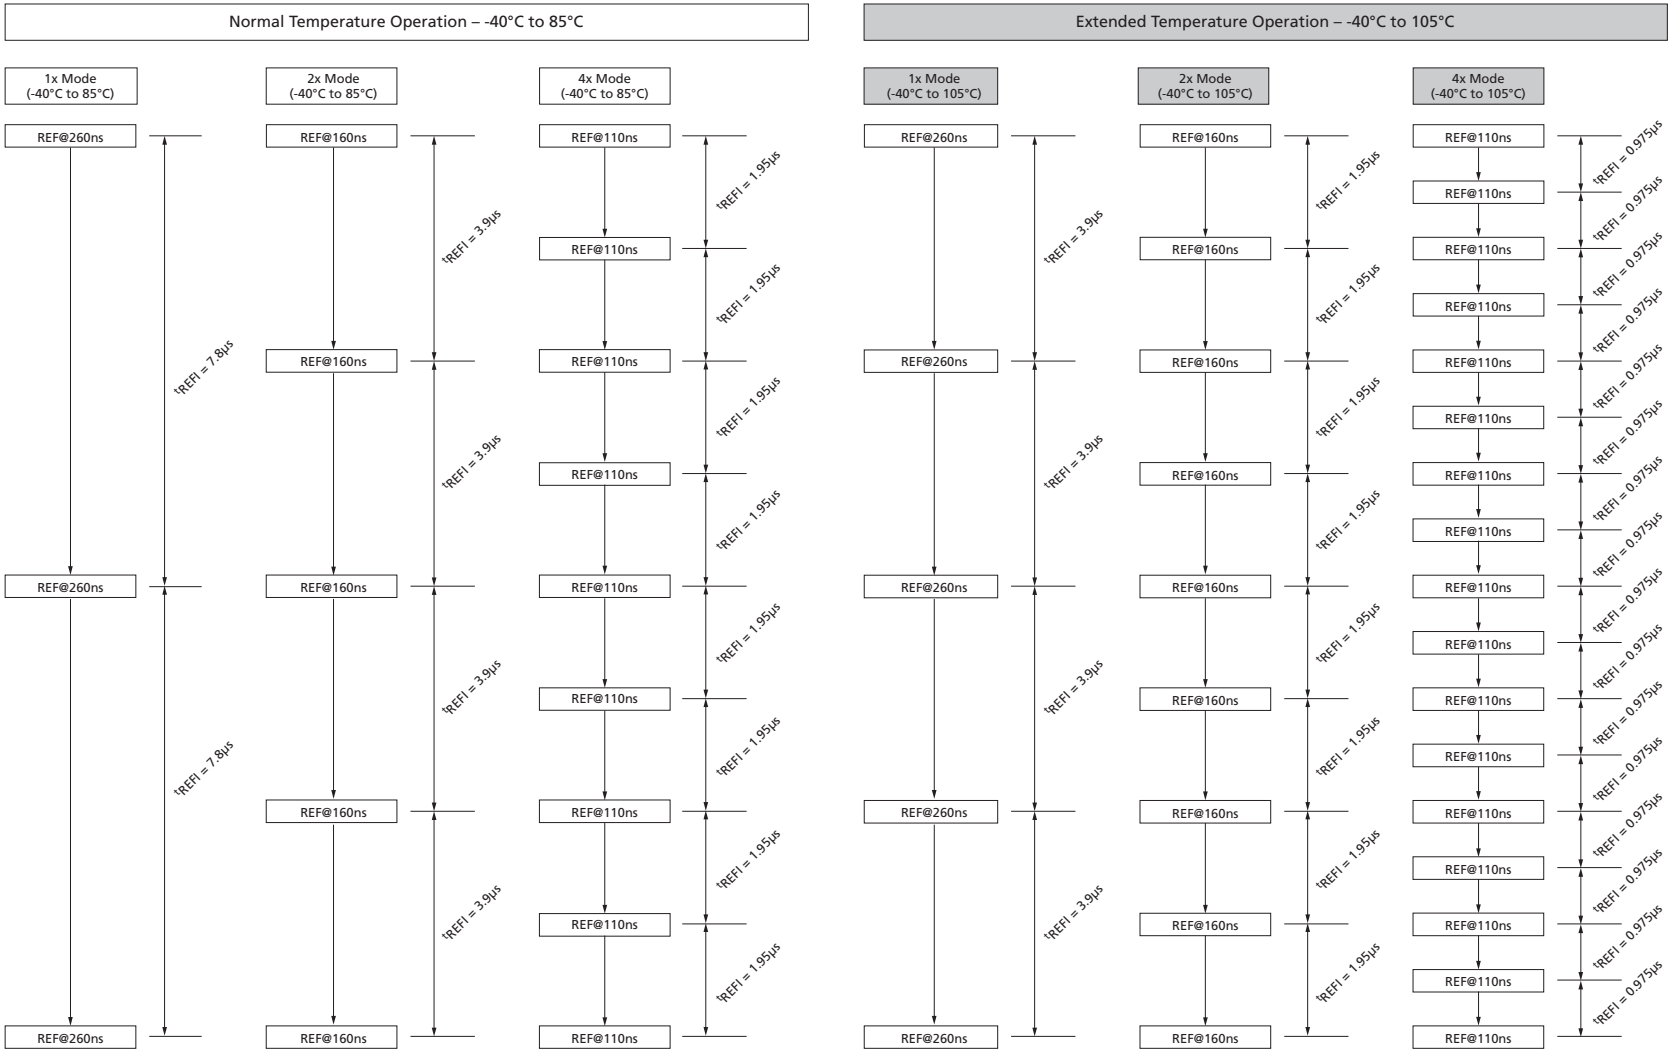 Normal Temperature Operation – -40°C to 85°C
1x Mode
(-40°C to 85°C)
REF@260ns
tREFI = 7.8µs
REF@260ns
tREFI = 7.8µs
REF@260ns
2x Mode
(-40°C to 85°C)
REF@160ns
tREFI = 3.9µs
REF@160ns
tREFI = 3.9µs
REF@160ns
tREFI = 3.9µs
REF@160ns
tREFI = 3.9µs
REF@160ns
4x Mode
(-40°C to 85°C)
REF@110ns
tREFI = 1.95µs
REF@110ns
tREFI = 1.95µs
REF@110ns
tREFI = 1.95µs
REF@110ns
tREFI = 1.95µs
REF@110ns
tREFI = 1.95µs
REF@110ns
tREFI = 1.95µs
REF@110ns
tREFI = 1.95µs
REF@110ns
tREFI = 1.95µs
REF@110ns
Extended Temperature Operation – -40°C to 105°C
1x Mode
(-40°C to 105°C)
REF@260ns
tREFI = 3.9µs
REF@260ns
tREFI = 3.9µs
REF@260ns
tREFI = 3.9µs
REF@260ns
tREFI = 3.9µs
REF@260ns
2x Mode
(-40°C to 105°C)
REF@160ns
tREFI = 1.95µs
REF@160ns
tREFI = 1.95µs
REF@160ns
tREFI = 1.95µs
REF@160ns
tREFI = 1.95µs
REF@160ns
tREFI = 1.95µs
REF@160ns
tREFI = 1.95µs
REF@160ns
tREFI = 1.95µs
REF@160ns
tREFI = 1.95µs
REF@160ns
4x Mode
(-40°C to 105°C)
REF@110ns
tREFI = 0.975µs
REF@110ns
tREFI = 0.975µs
REF@110ns
tREFI = 0.975µs
REF@110ns
tREFI = 0.975µs
REF@110ns
tREFI = 0.975µs
REF@110ns
tREFI = 0.975µs
REF@110ns
tREFI = 0.975µs
REF@110ns
tREFI = 0.975µs
REF@110ns
tREFI = 0.975µs
REF@110ns
tREFI = 0.975µs
REF@110ns
tREFI = 0.975µs
REF@110ns
tREFI = 0.975µs
REF@110ns
tREFI = 0.975µs
REF@110ns
tREFI = 0.975µs
REF@110ns
tREFI = 0.975µs
REF@110ns
tREFI = 0.975µs
REF@110ns